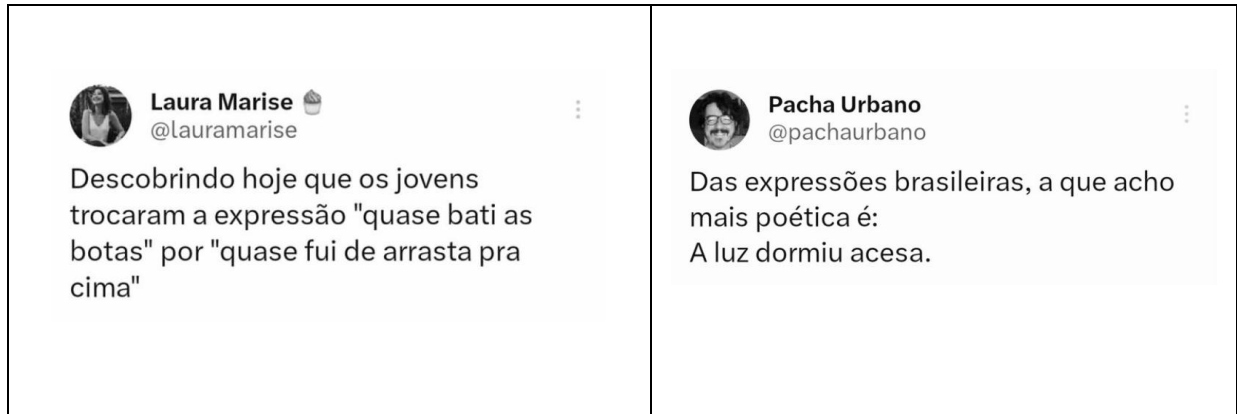 Laura Marise 🧁
@lauramarise
Descobrindo hoje que os jovens
trocaram a expressão "quase bati as
botas" por "quase fui de arrasta pra
cima"
Pacha Urbano
@pachaurbano
Das expressões brasileiras, a que acho
mais poética é:
A luz dormiu acesa.